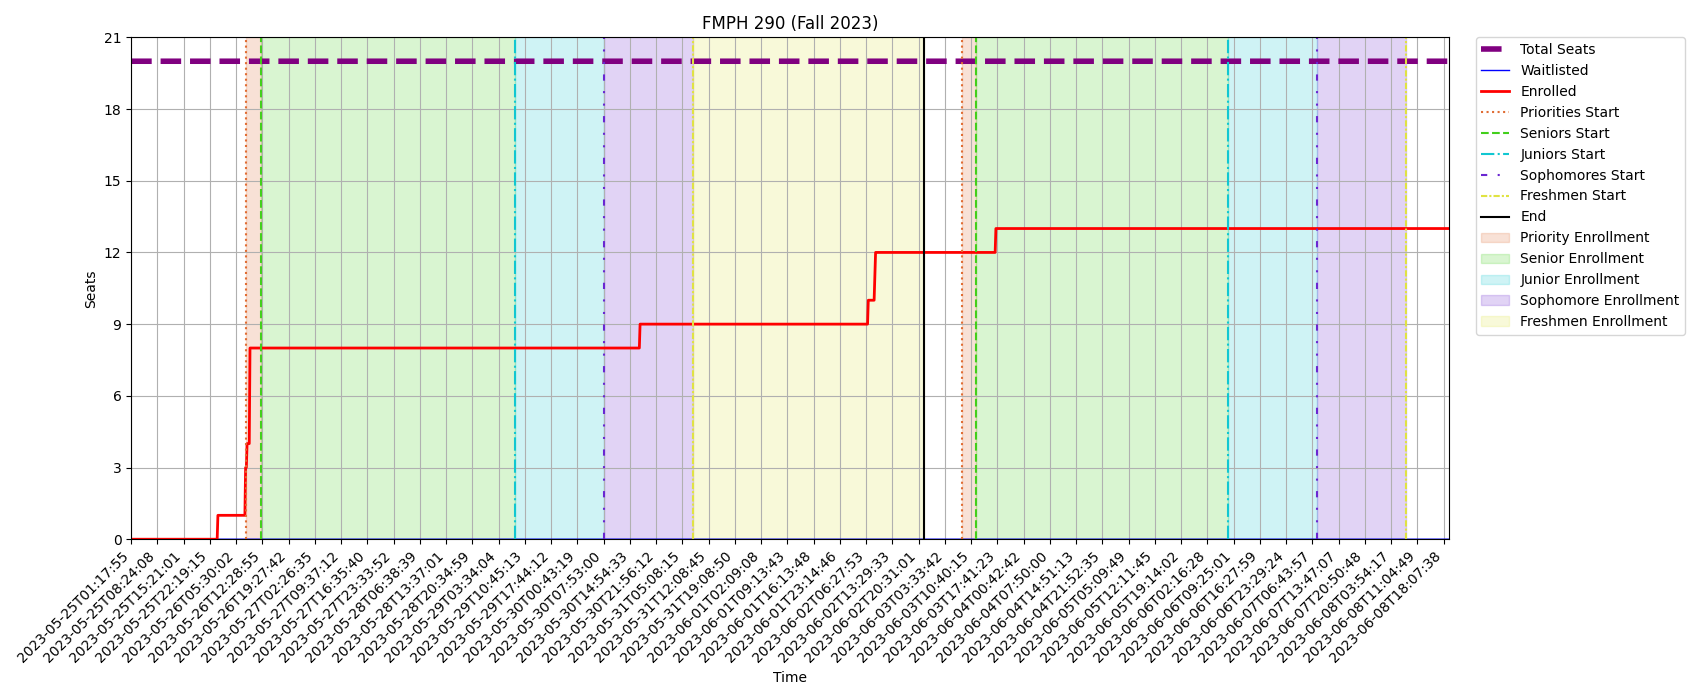 FMPH 290 (Fall 2023)
21
18
15
12
9
6
3
0
Seats
2023-05-25T01:17:55
2023-05-25T08:24:08
2023-05-25T15:21:01
2023-05-25T22:19:15
2023-05-26T05:30:02
2023-05-26T12:28:55
2023-05-26T19:27:42
2023-05-27T02:26:35
2023-05-27T09:37:12
2023-05-27T16:35:40
2023-05-27T23:33:52
2023-05-28T06:38:39
2023-05-28T13:37:01
2023-05-28T20:34:59
2023-05-29T03:34:04
2023-05-29T10:45:13
2023-05-29T17:44:12
2023-05-30T00:43:19
2023-05-30T07:53:00
2023-05-30T14:54:33
2023-05-30T21:56:12
2023-05-31T05:08:15
2023-05-31T12:08:45
2023-05-31T19:08:50
2023-06-01T02:09:08
2023-06-01T09:13:43
2023-06-01T16:13:48
2023-06-01T23:14:46
2023-06-02T06:27:53
2023-06-02T13:29:33
2023-06-02T20:31:01
2023-06-03T03:33:42
2023-06-03T10:40:15
2023-06-03T17:41:23
2023-06-04T00:42:42
2023-06-04T07:50:00
2023-06-04T14:51:13
2023-06-04T21:52:35
2023-06-05T05:09:49
2023-06-05T12:11:45
2023-06-05T19:14:02
2023-06-06T02:16:28
2023-06-06T09:25:01
2023-06-06T16:27:59
2023-06-06T23:29:24
2023-06-07T06:43:57
2023-06-07T13:47:07
2023-06-07T20:50:48
2023-06-08T03:54:17
2023-06-08T11:04:49
2023-06-08T18:07:38
Time
Total Seats
Waitlisted
Enrolled
Priorities Start
Seniors Start
Juniors Start
Sophomores Start
Freshmen Start
End
Priority Enrollment
Senior Enrollment
Junior Enrollment
Sophomore Enrollment
Freshmen Enrollment